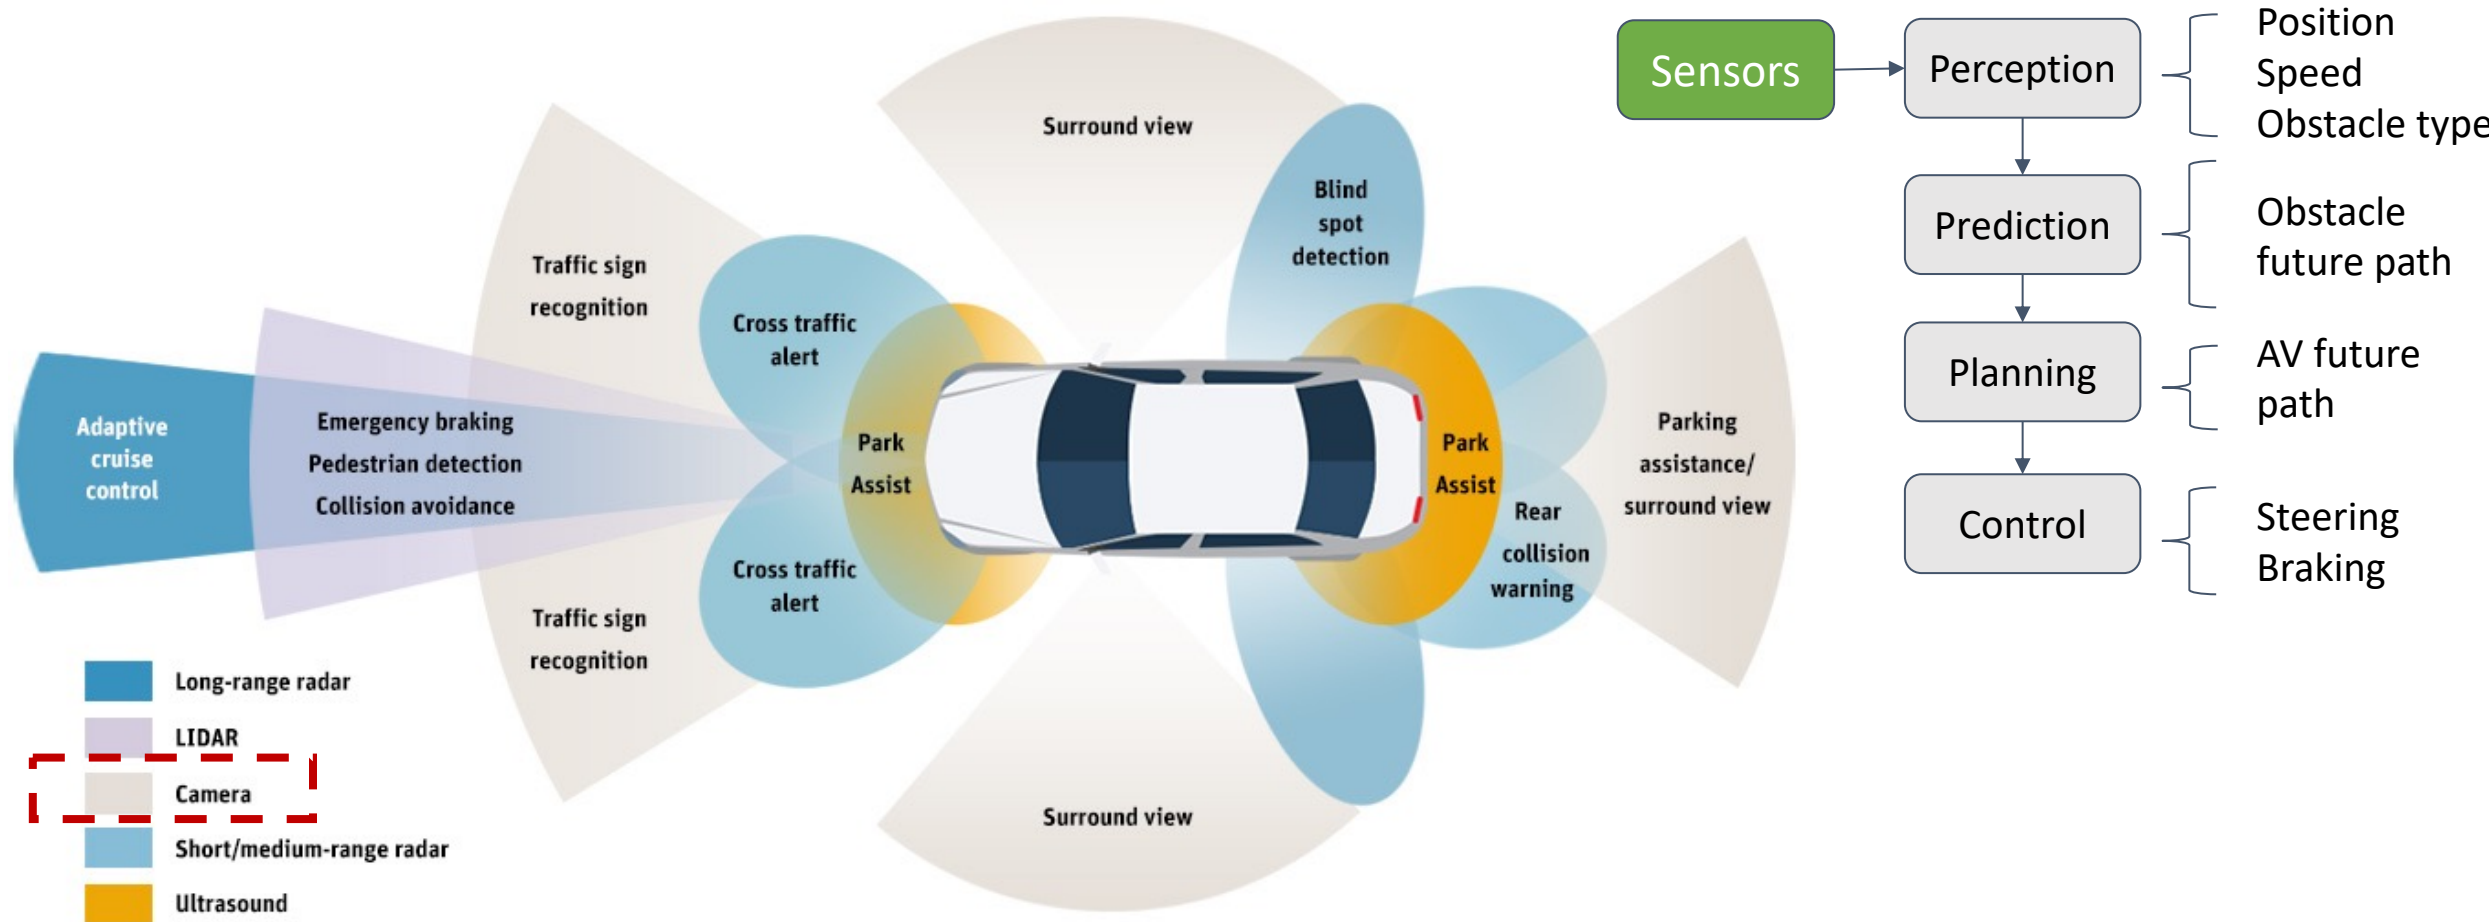 Surround view
Traffic sign
recognition
Cross traffic
alert
Blind
spot
detection
Adaptive
cruise
control
Emergency braking
Pedestrian detection
Collision avoidance
Park
Assist
Park
Assist
Parking
assistance/
surround view
Rear
collision
warning
Cross traffic
alert
Traffic sign
recognition
Surround view
Long-range radar
LIDAR
Camera
Short/medium-range radar
Ultrasound
Sensors
Perception
Position
Speed
Obstacle type
Prediction
Obstacle
future path
Planning
AV future
path
Control
Steering
Braking